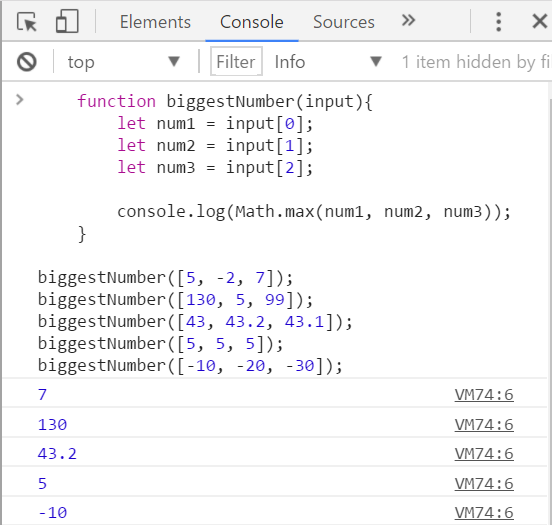 Elements Console Sources »
top Filter Info 1 item hidden by fi
> function biggestNumber(input){
let num1 = input[0];
let num2 = input[1];
let num3 = input[2];
console.log(Math.max(num1, num2, num3));
}
biggestNumber([5, -2, 7]);
biggestNumber([130, 5, 99]);
biggestNumber([43, 43.2, 43.1]);
biggestNumber([5, 5, 5]);
biggestNumber([-10, -20, -30]);
7 VM74:6
130 VM74:6
43.2 VM74:6
5 VM74:6
-10 VM74:6